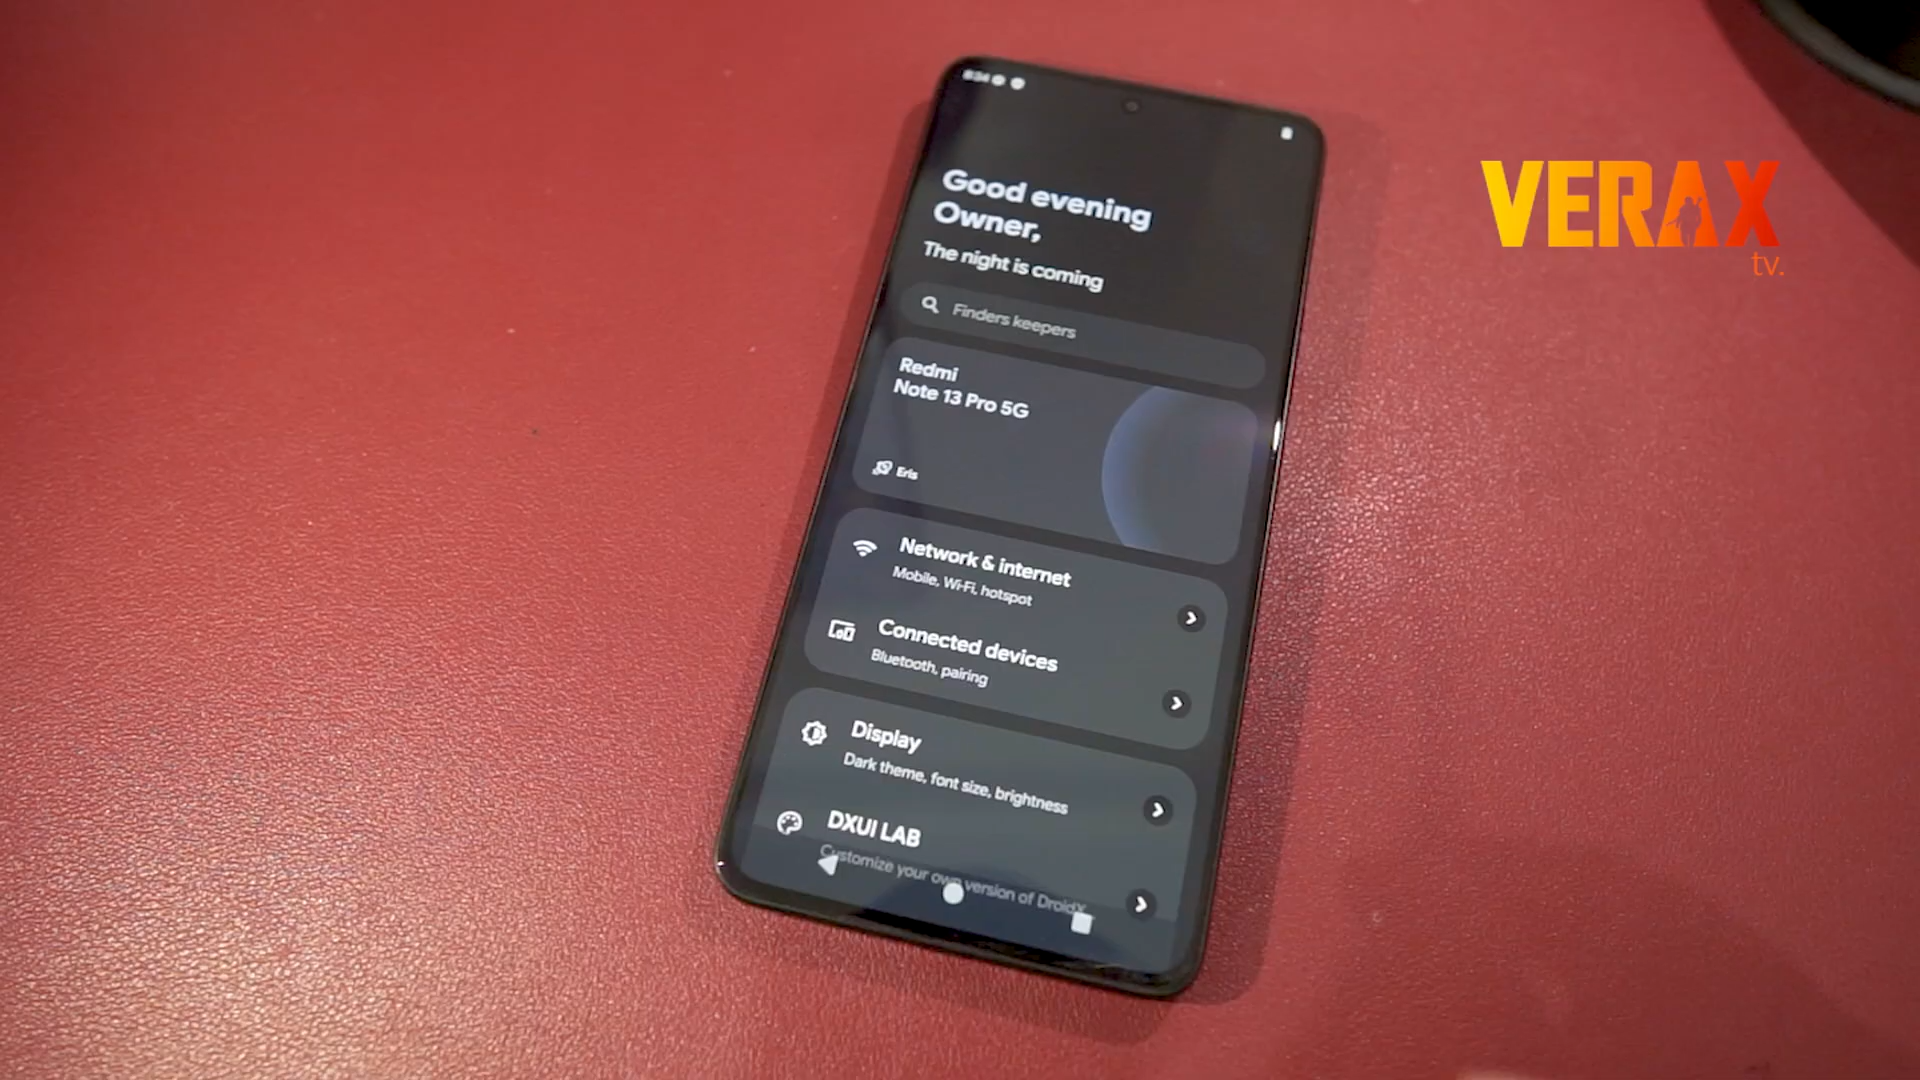 8:34
Good evening
Owner,
The night is coming
Finders keepers
Redmi
Note 13 Pro 5G
Eris
Network & internet
Mobile, Wi-Fi, hotspot
Connected devices
Bluetooth, pairing
Display
Dark theme, font size, brightness
DXUI LAB
Customize your own version of DroidX
VERAX
tv.